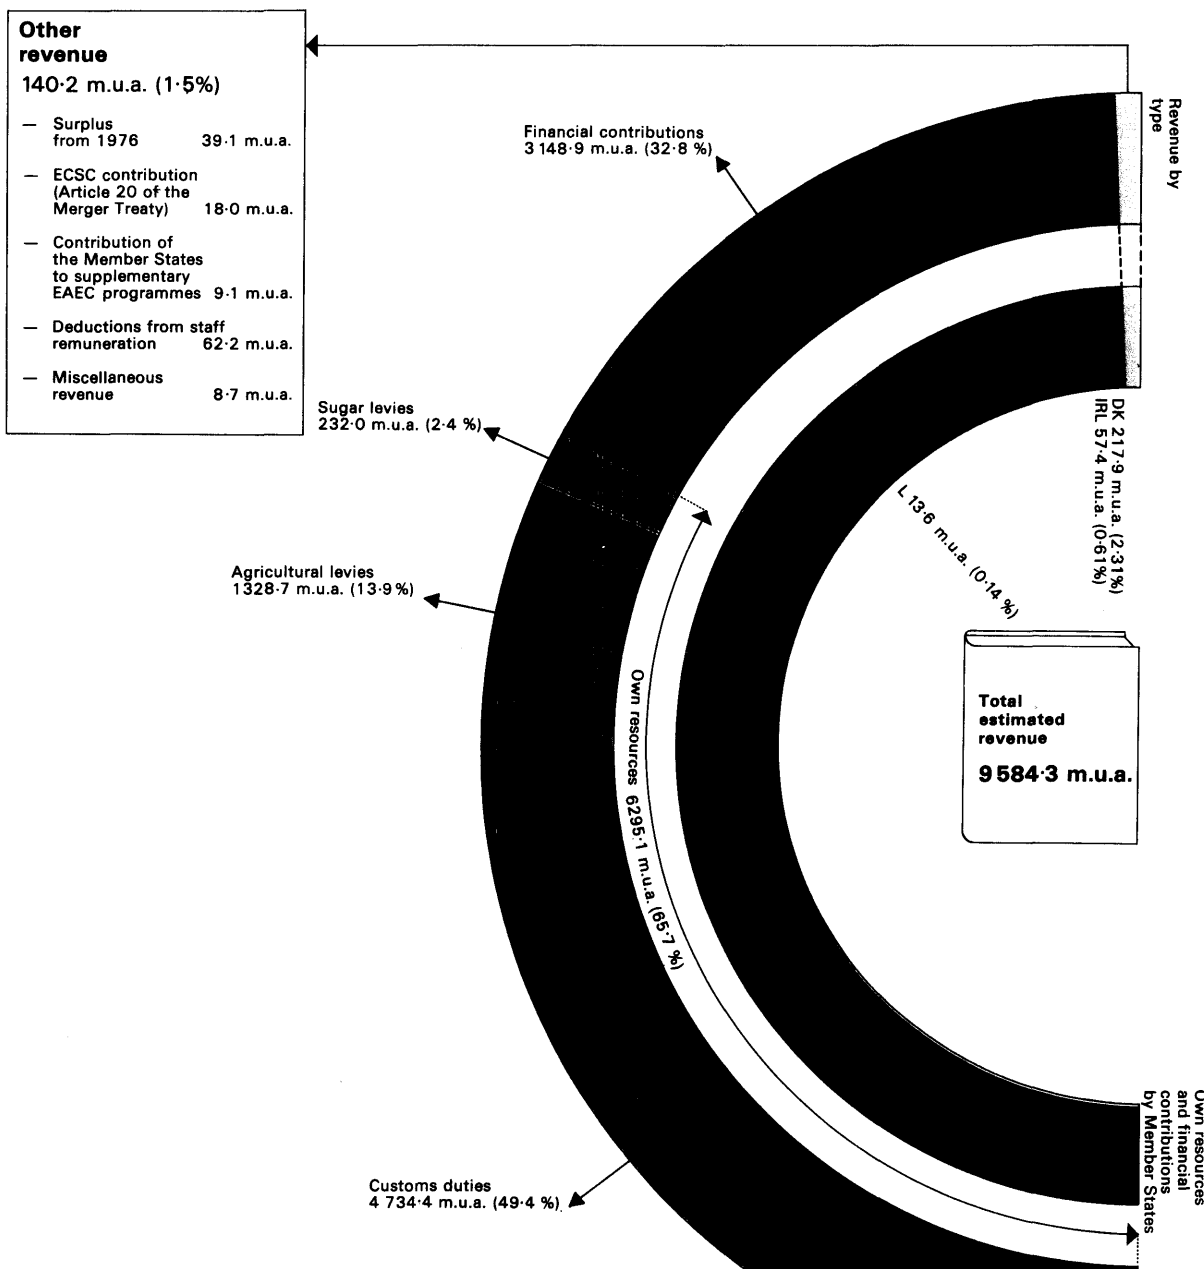 Other
revenue
140·2 m.u.a. (1·5%)
— Surplus
from 1976 39·1 m.u.a.
— ECSC contribution
(Article 20 of the
Merger Treaty) 18·0 m.u.a.
— Contribution of
the Member States
to supplementary
EAEC programmes 9·1 m.u.a.
— Deductions from staff
remuneration 62·2 m.u.a.
— Miscellaneous
revenue 8·7 m.u.a.
Revenue by
type
Financial contributions
3 148·9 m.u.a. (32·8 %)
Sugar levies
232·0 m.u.a. (2·4 %)
Agricultural levies
1328·7 m.u.a. (13·9%)
Own resources 6295·1 m.u.a. (65·7 %)
DK 217·9 m.u.a. (2·31%)
IRL 57·4 m.u.a. (0·61%)
L 13·6 m.u.a. (0·14 %)
Total
estimated
revenue
9 584·3 m.u.a.
Customs duties
4 734·4 m.u.a. (49·4 %)
Own resources
and financial
contributions
by Member States